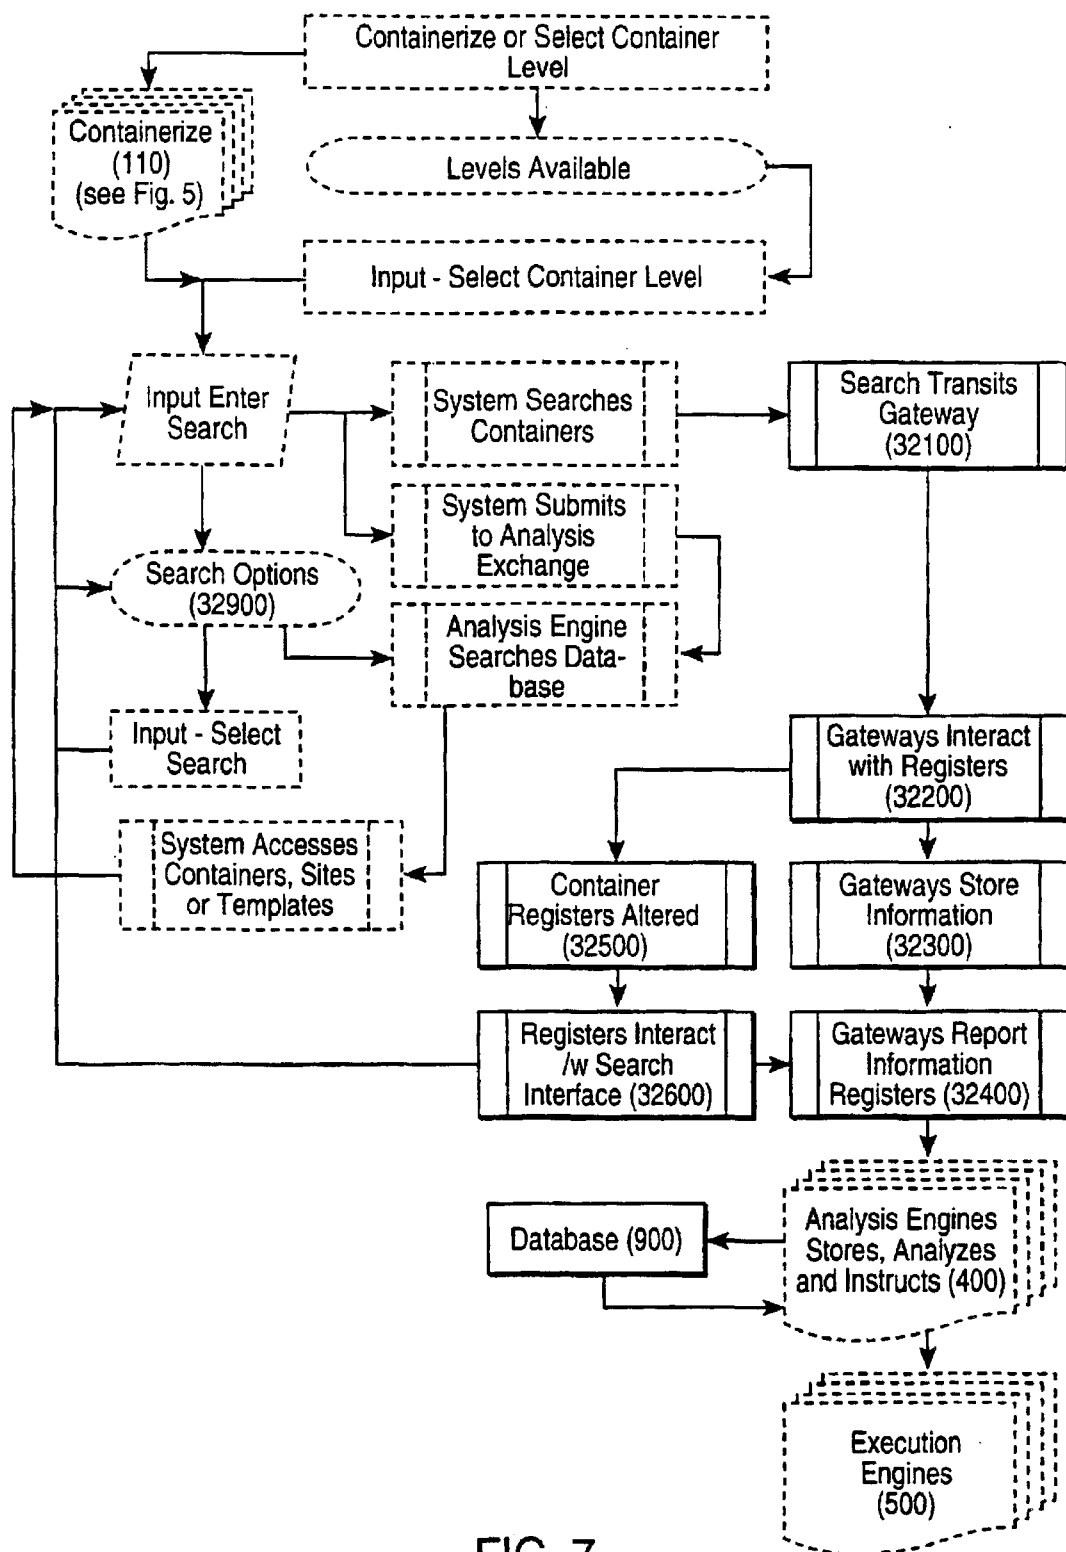 Containerize or Select Container
Level
Containerize
(110)
(see Fig. 5)
Levels Available
Input - Select Container Level
Input Enter
Search
System Searches
Containers
Search Transits
Gateway
(32100)
System Submits
to Analysis
Exchange
Search Options
(32900)
Analysis Engine
Searches Data-
base
Input - Select
Search
Gateways Interact
with Registers
(32200)
System Accesses
Containers, Sites
or Templates
Container
Registers Altered
(32500)
Gateways Store
Information
(32300)
Registers Interact
/w Search
Interface (32600)
Gateways Report
Information
Registers (32400)
Database (900)
Analysis Engines
Stores, Analyzes
and Instructs (400)
Execution
Engines
(500)
FIG. 7